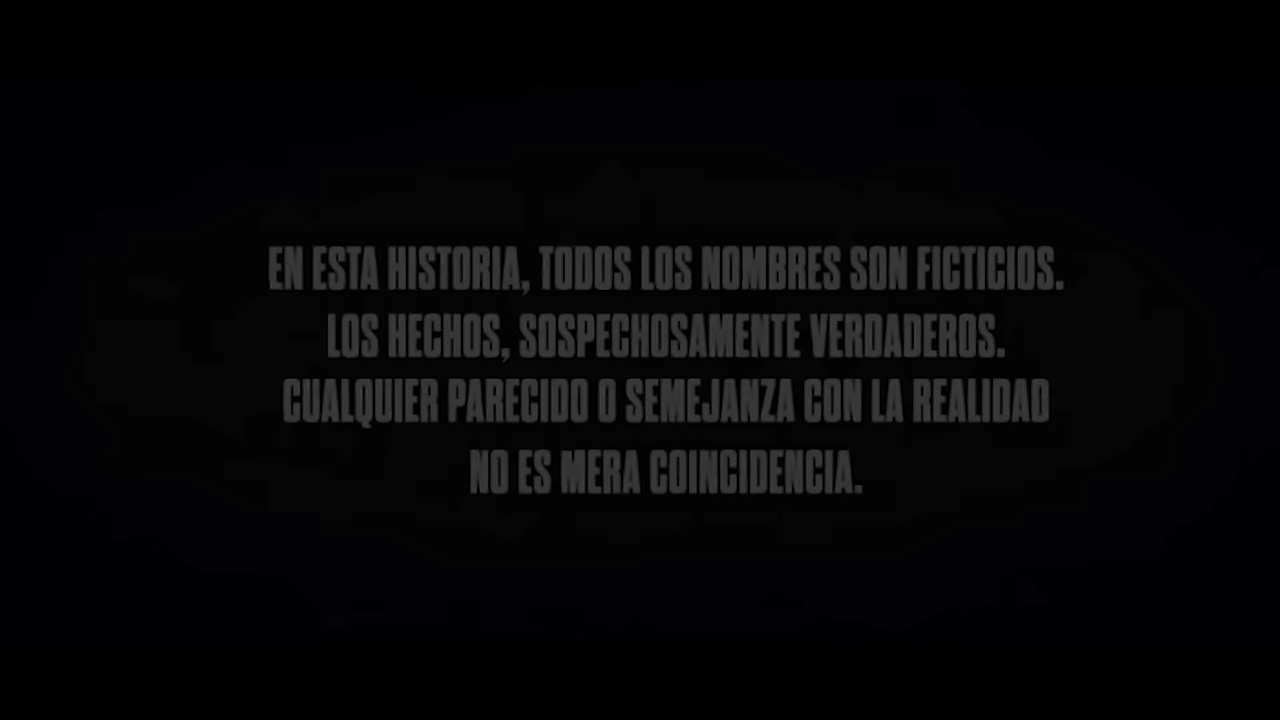 EN ESTA HISTORIA, TODOS LOS NOMBRES SON FICTICIOS.
LOS HECHOS, SOSPECHOSAMENTE VERDADEROS.
CUALQUIER PARECIDO O SEMEJANZA CON LA REALIDAD
NO ES MERA COINCIDENCIA.